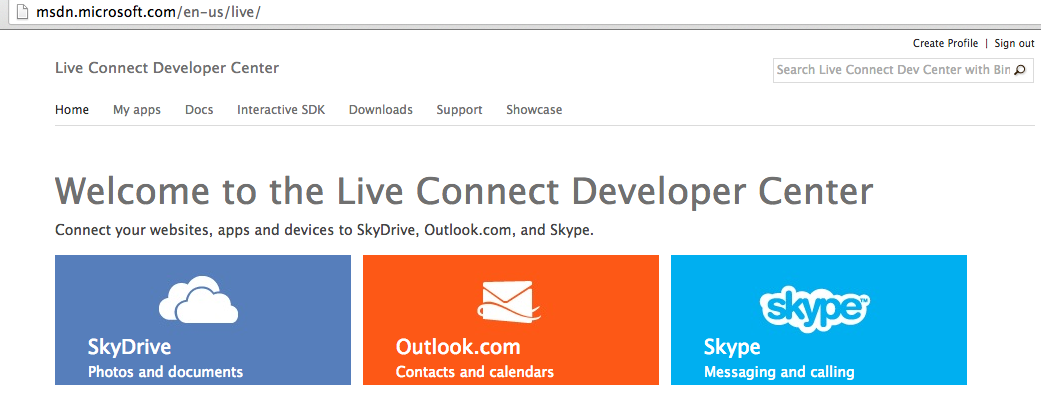 msdn.microsoft.com/en-us/live/
Create Profile | Sign out
Live Connect Developer Center
Search Live Connect Dev Center with Bin
Home My apps Docs Interactive SDK Downloads Support Showcase
Welcome to the Live Connect Developer Center
Connect your websites, apps and devices to SkyDrive, Outlook.com, and Skype.
skype™
SkyDrive Outlook.com Skype
Photos and documents Contacts and calendars Messaging and calling